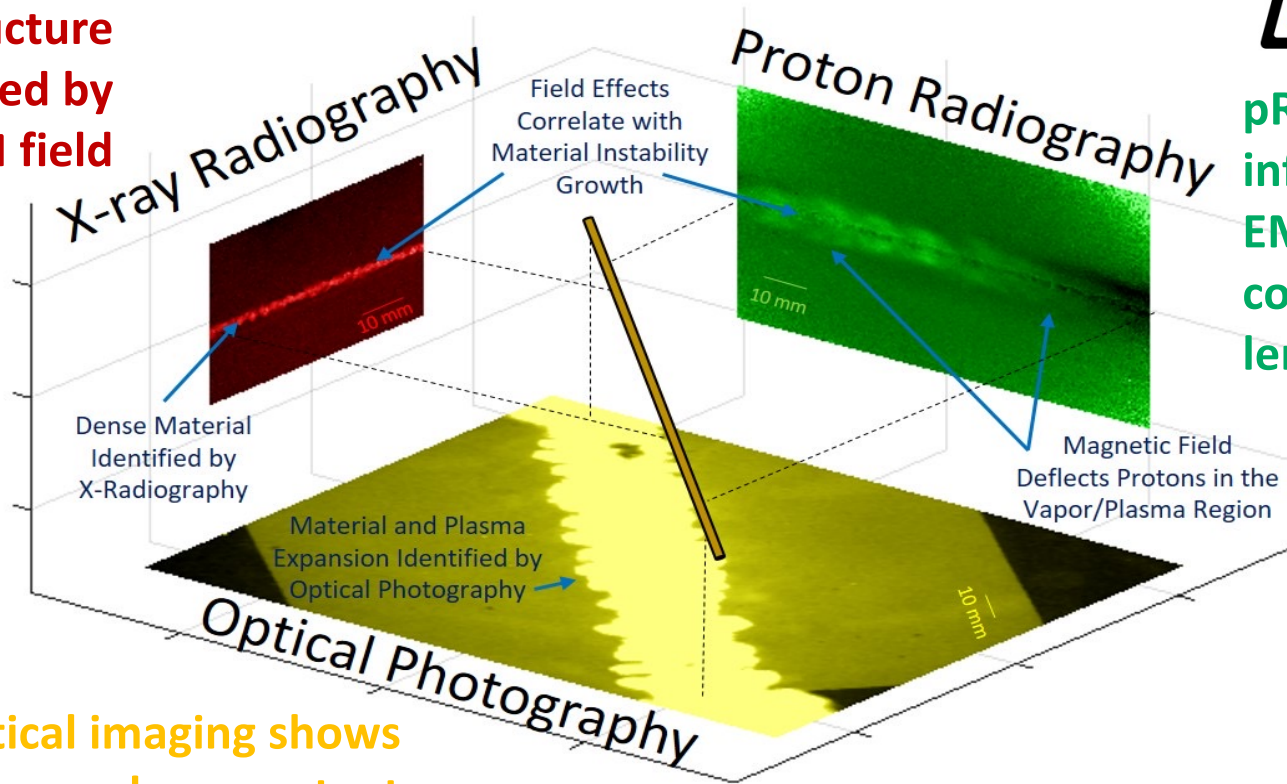 ucture
ed by
field
X-ray Radiography
Field Effects
Correlate with
Material Instability
Growth
Proton Radiography
10 mm
10 mm
Dense Material
Identified by
X-Radiography
Magnetic Field
Deflects Protons in the
Vapor/Plasma Region
Material and Plasma
Expansion Identified by
Optical Photography
10 mm
Optical Photography
tical imaging shows
pR
EM
co